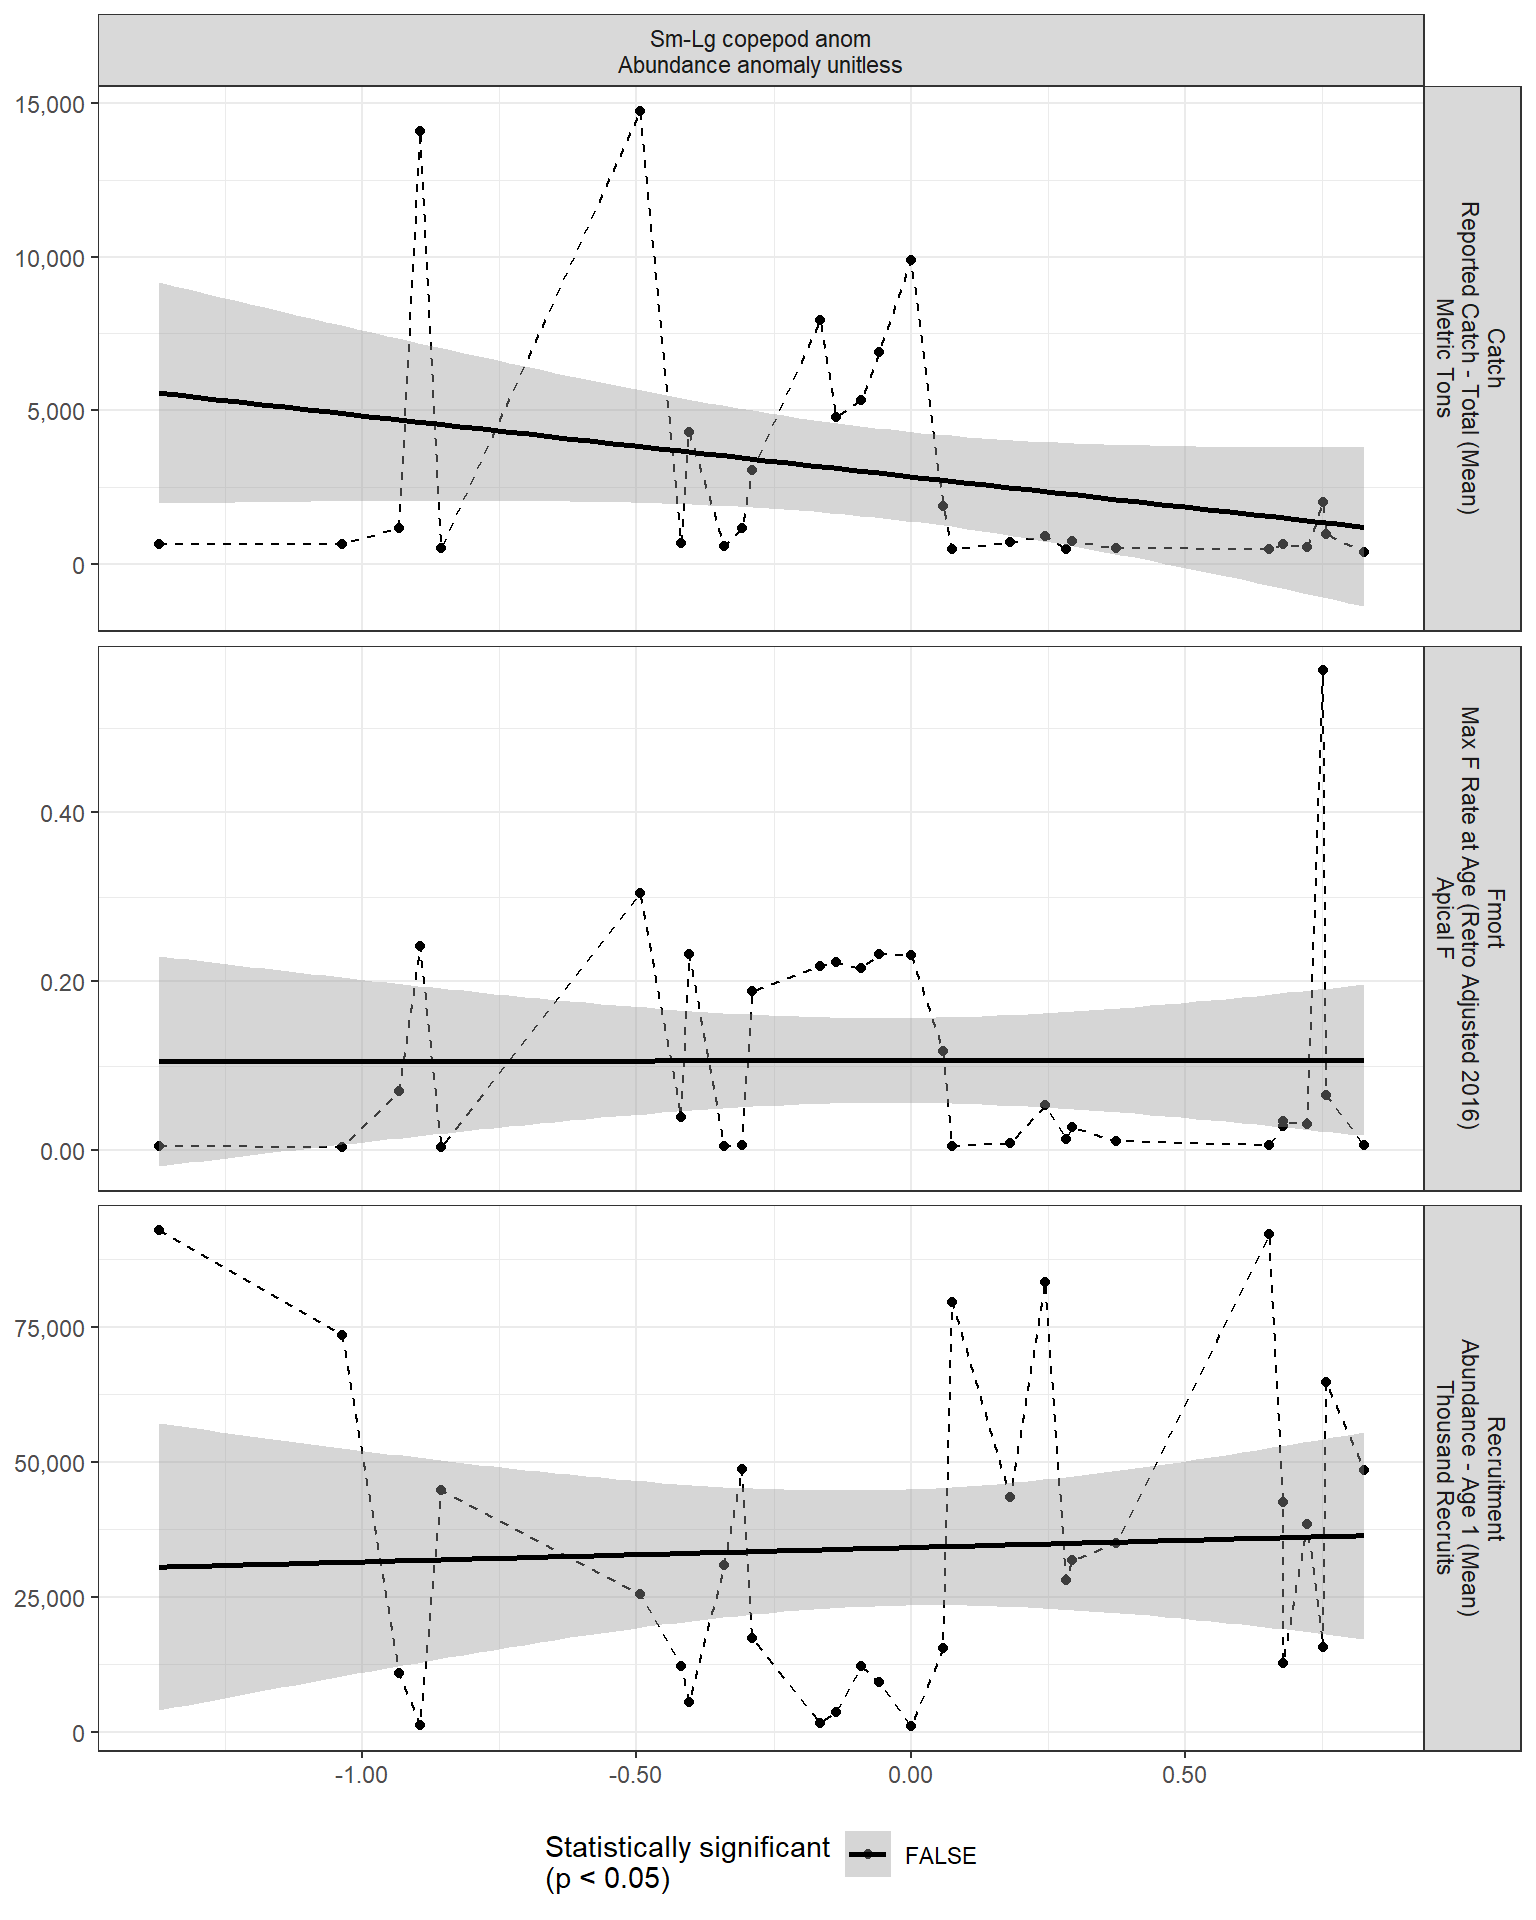 Sm-Lg copepod anom
Abundance anomaly unitless
15,000
10,000
5,000
0
Catch
Reported Catch - Total (Mean)
Metric Tons
0.40
0.20
0.00
Fmort
Max F Rate at Age (Retro Adjusted 2016)
Apical F
75,000
50,000
25,000
0
Recruitment
Abundance - Age 1 (Mean)
Thousand Recruits
-1.00
-0.50
0.00
0.50
Statistically significant
(p < 0.05)
FALSE